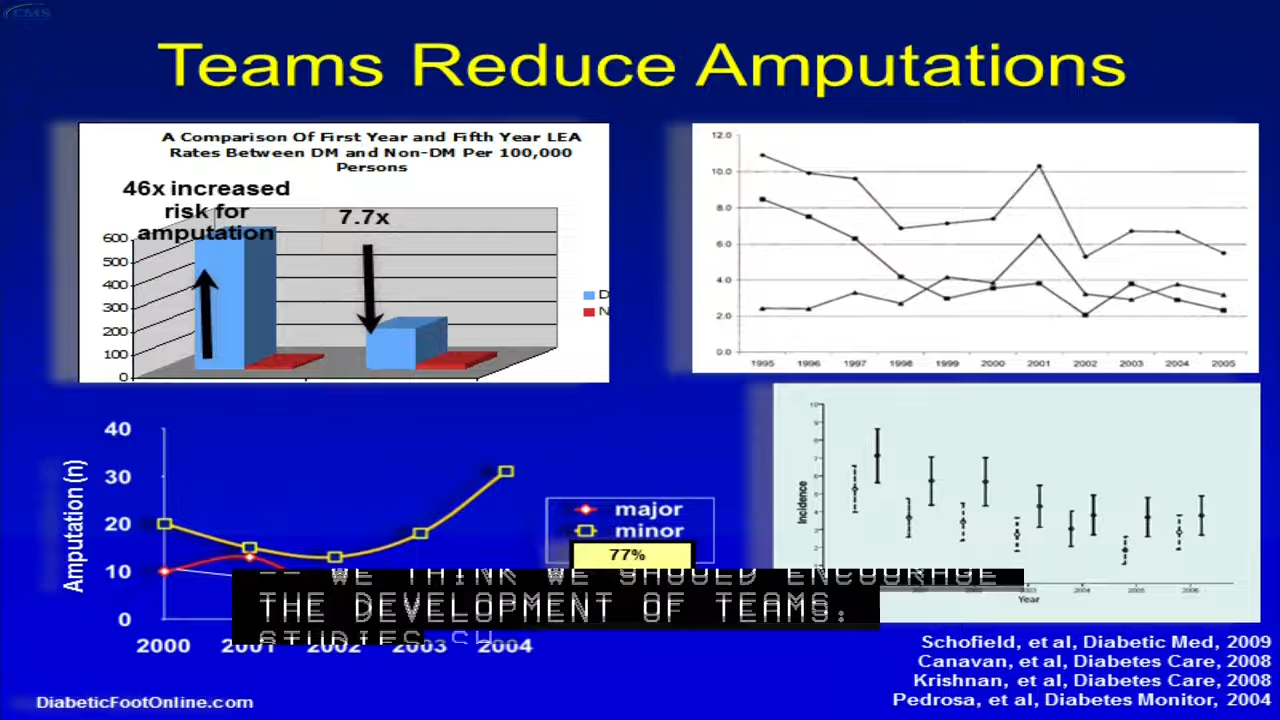 CMS
Teams Reduce Amputations
A Comparison Of First Year and Fifth Year LEA
Rates Between DM and Non-DM Per 100,000
Persons
46x increased
risk for
amputation
7.7x
600
500
400
300
200
100
0
D
N
12.0
10.0
8.0
6.0
4.0
2.0
0.0
1995 1996 1997 1998 1999 2000 2001 2002 2003 2004 2005
Amputation (n)
40
30
20
10
0
2000 2001 2002 2003 2004
major
minor
77%
Incidence
Year
-- WE THINK WE SHOULD ENCOURAGE
THE DEVELOPMENT OF TEAMS.
Schofield, et al, Diabetic Med, 2009
Canavan, et al, Diabetes Care, 2008
Krishnan, et al, Diabetes Care, 2008
Pedrosa, et al, Diabetes Monitor, 2004
DiabeticFootOnline.com